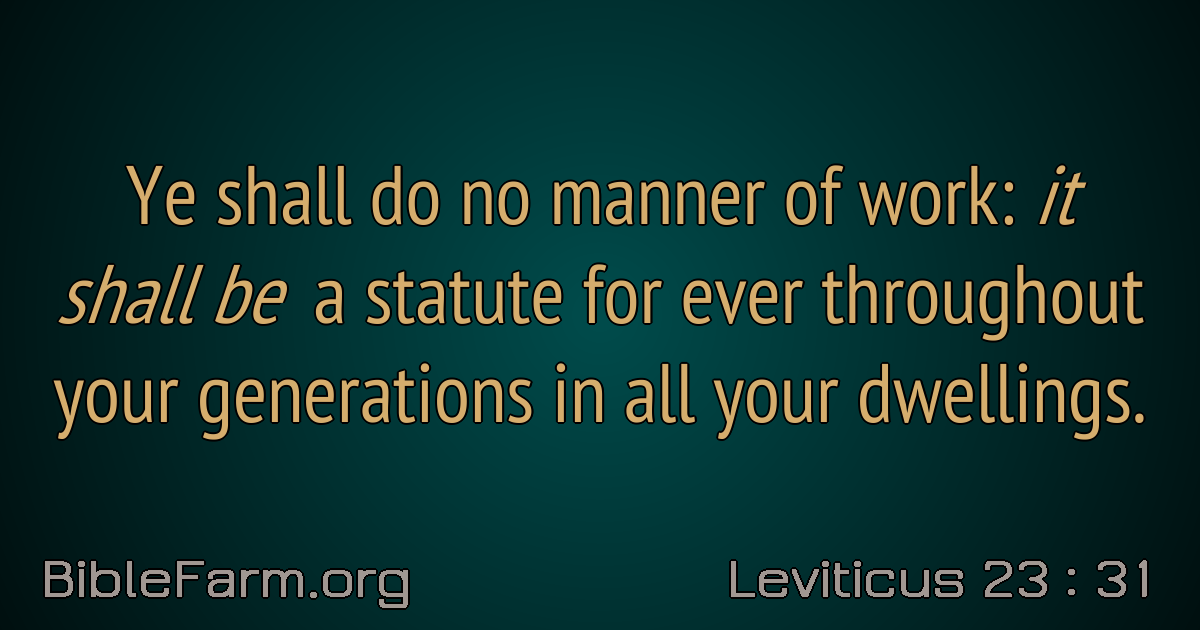 Ye shall do no manner of work: it
shall be a statute for ever throughout
your generations in all your dwellings.
BibleFarm.org
Leviticus 23 : 31